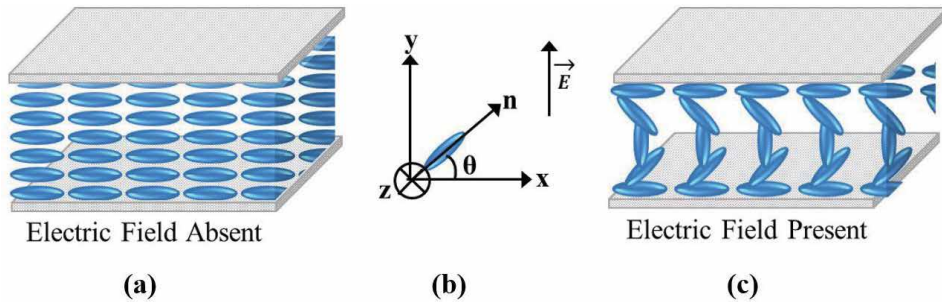 y
E
n
θ
z
x
Electric Field Absent
Electric Field Present
(a)
(b)
(c)